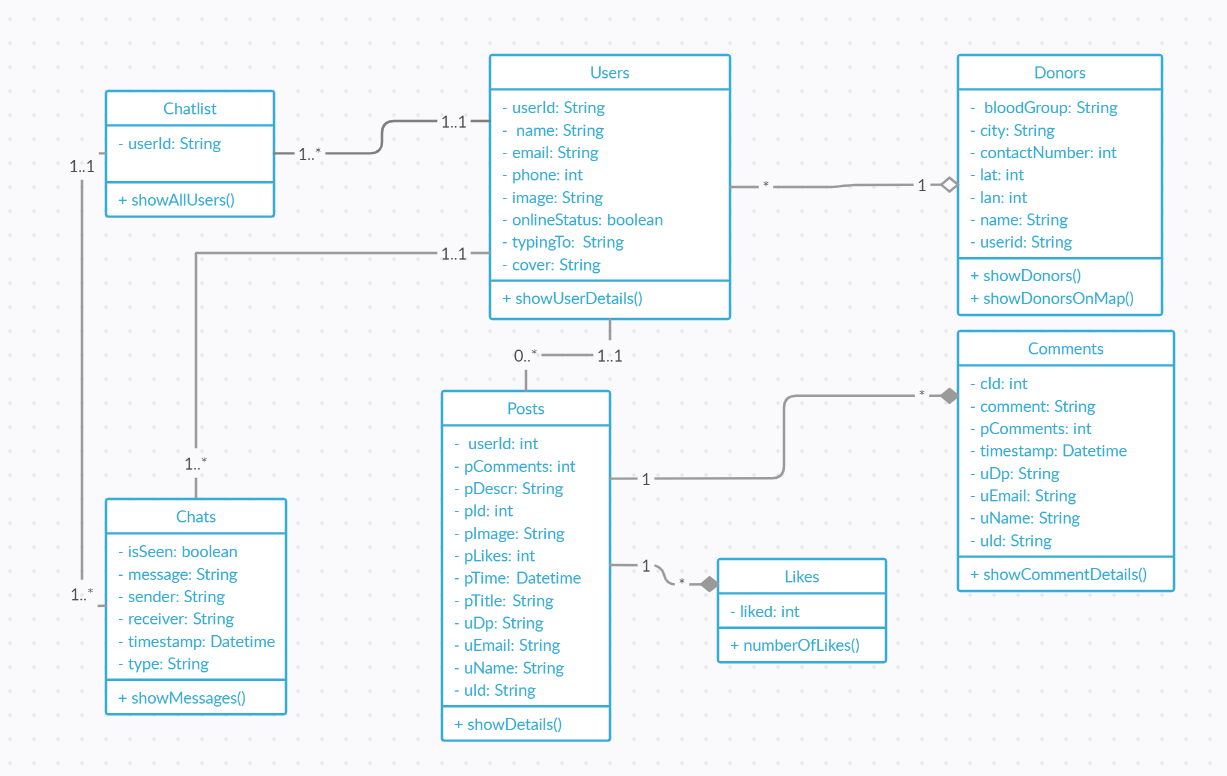 Chatlist
- userId: String
+ showAllUsers()
Users
- userId: String
- name: String
- email: String
- phone: int
- image: String
- onlineStatus: boolean
- typingTo: String
- cover: String
+ showUserDetails()
Donors
- bloodGroup: String
- city: String
- contactNumber: int
- lat: int
- lan: int
- name: String
- userid: String
+ showDonors()
+ showDonorsOnMap()
1..1
1..*
1..1
* 1
1..1
0..* 1..1
1..*
1..*
Comments
- cId: int
- comment: String
- pComments: int
- timestamp: Datetime
- uDp: String
- uEmail: String
- uName: String
- uId: String
+ showCommentDetails()
Posts
- userId: int
- pComments: int
- pDescr: String
- pId: int
- pImage: String
- pLikes: int
- pTime: Datetime
- pTitle: String
- uDp: String
- uEmail: String
- uName: String
- uId: String
+ showDetails()
*
1
1
*
Chats
- isSeen: boolean
- message: String
- sender: String
- receiver: String
- timestamp: Datetime
- type: String
+ showMessages()
Likes
- liked: int
+ numberOfLikes()